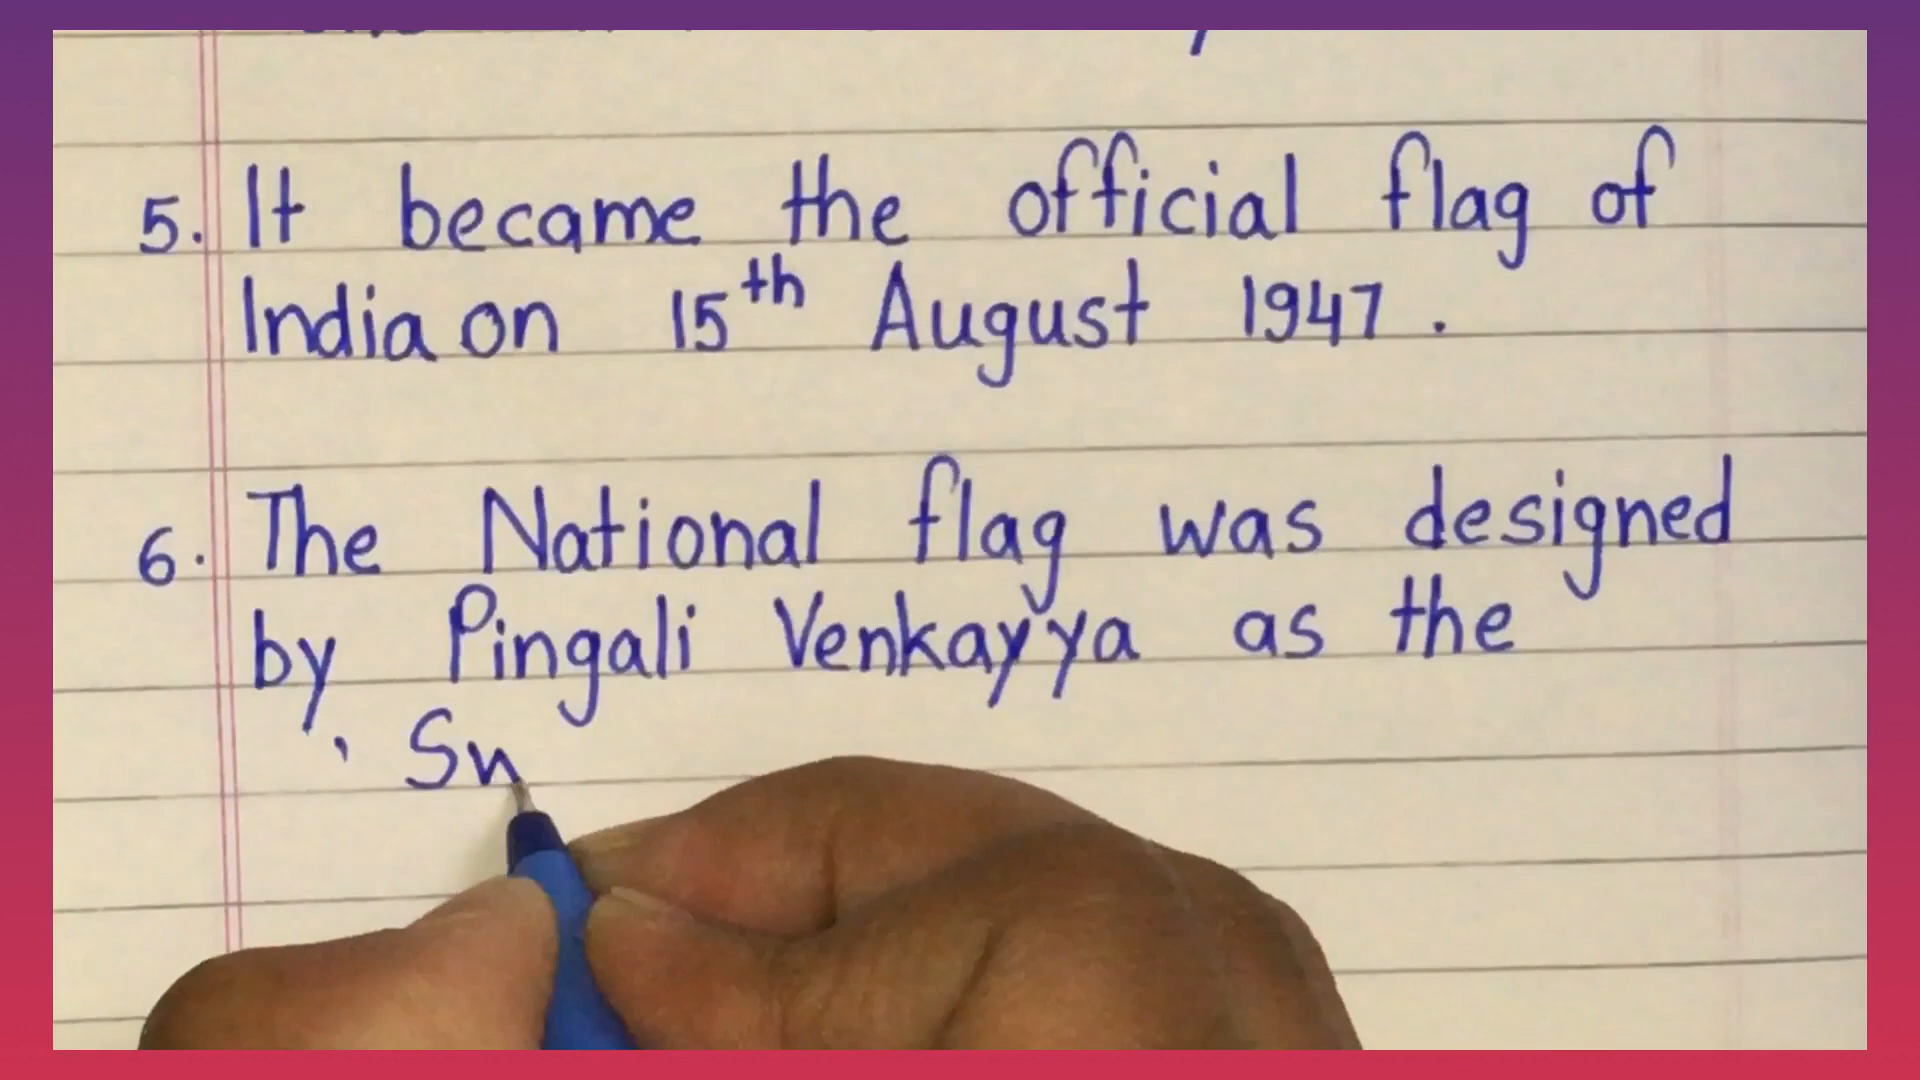 5. It became the official flag of
India on 15th August 1947.
6. The National flag was designed
by Pingali Venkayya as the
' Sw